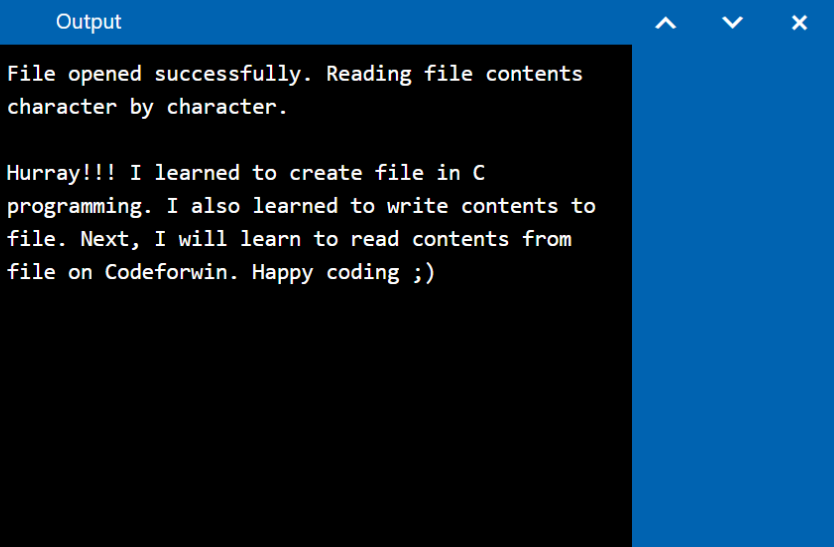 Output
File opened successfully. Reading file contents
character by character.
Hurray!!! I learned to create file in C
programming. I also learned to write contents to
file. Next, I will learn to read contents from
file on Codeforwin. Happy coding ;)